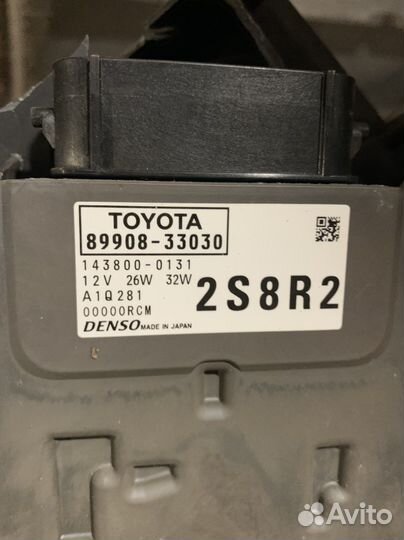 TOYOTA
89908-33030
143800-0131
12V 26W 32W
A1Q281
00000RCM
2S8R2
DENSO MADE IN JAPAN
Avito